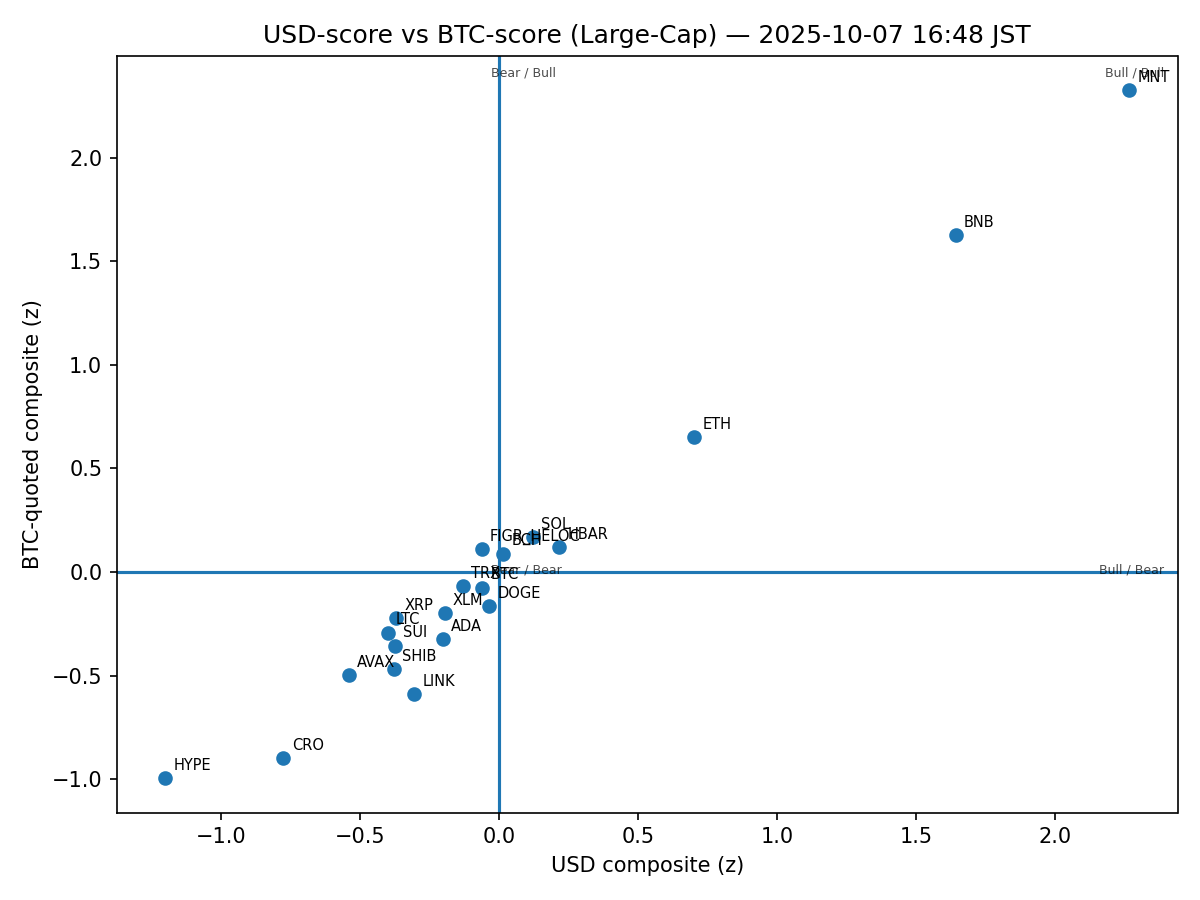 USD-score vs BTC-score (Large-Cap) — 2025-10-07 16:48 JST
Bear / Bull
Bull / Bull
MNT
2.0
BNB
1.5
1.0
ETH
0.5
SOL
FIGR_HELOC
HBAR
BCH
0.0
Bear / Bear
Bull / Bear
TRX
BTC
DOGE
XLM
XRP
LTC
ADA
SUI
SHIB
AVAX
−0.5
LINK
CRO
HYPE
−1.0
−1.0
−0.5
0.0
0.5
1.0
1.5
2.0
USD composite (z)
BTC-quoted composite (z)